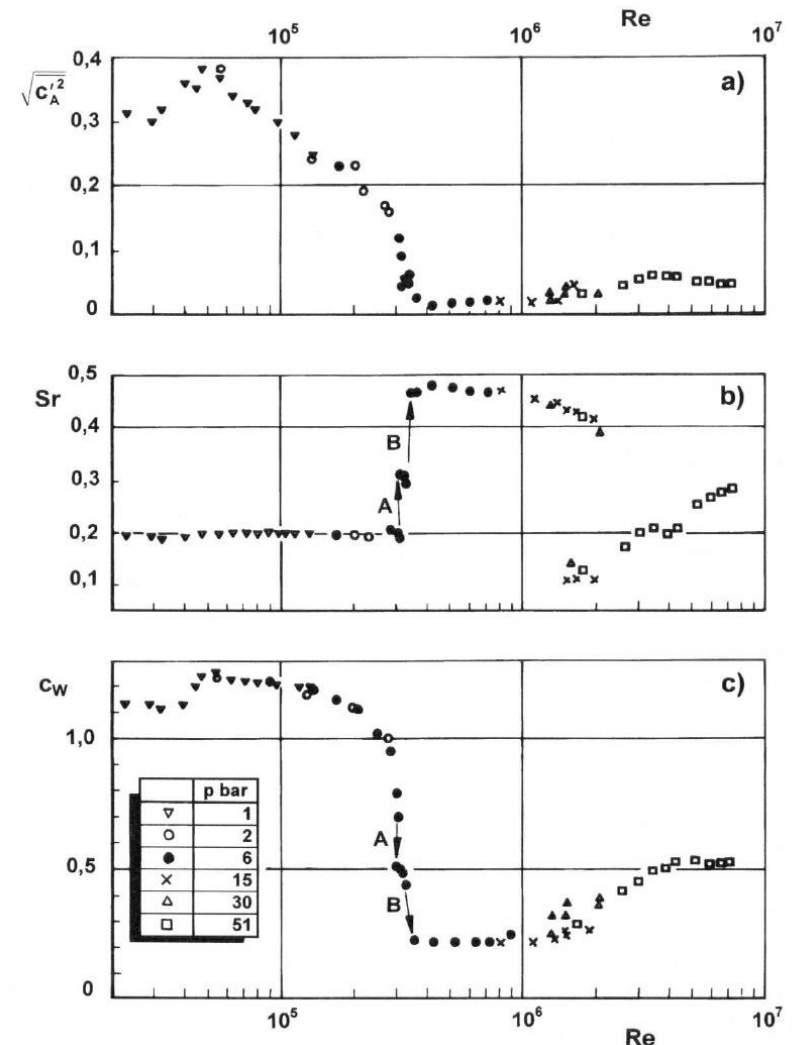 Re
10⁵ 10⁶ 10⁷
√c'_A² 0,4 a)
0,3
0,2
0,1
0
0,5
Sr b)
0,4
B
0,3
A
0,2
0,1
c_W c)
1,0
p bar
▽ 1
○ 2
● 6
× 15
△ 30
□ 51
A
0,5
B
0
10⁵ 10⁶ 10⁷
Re